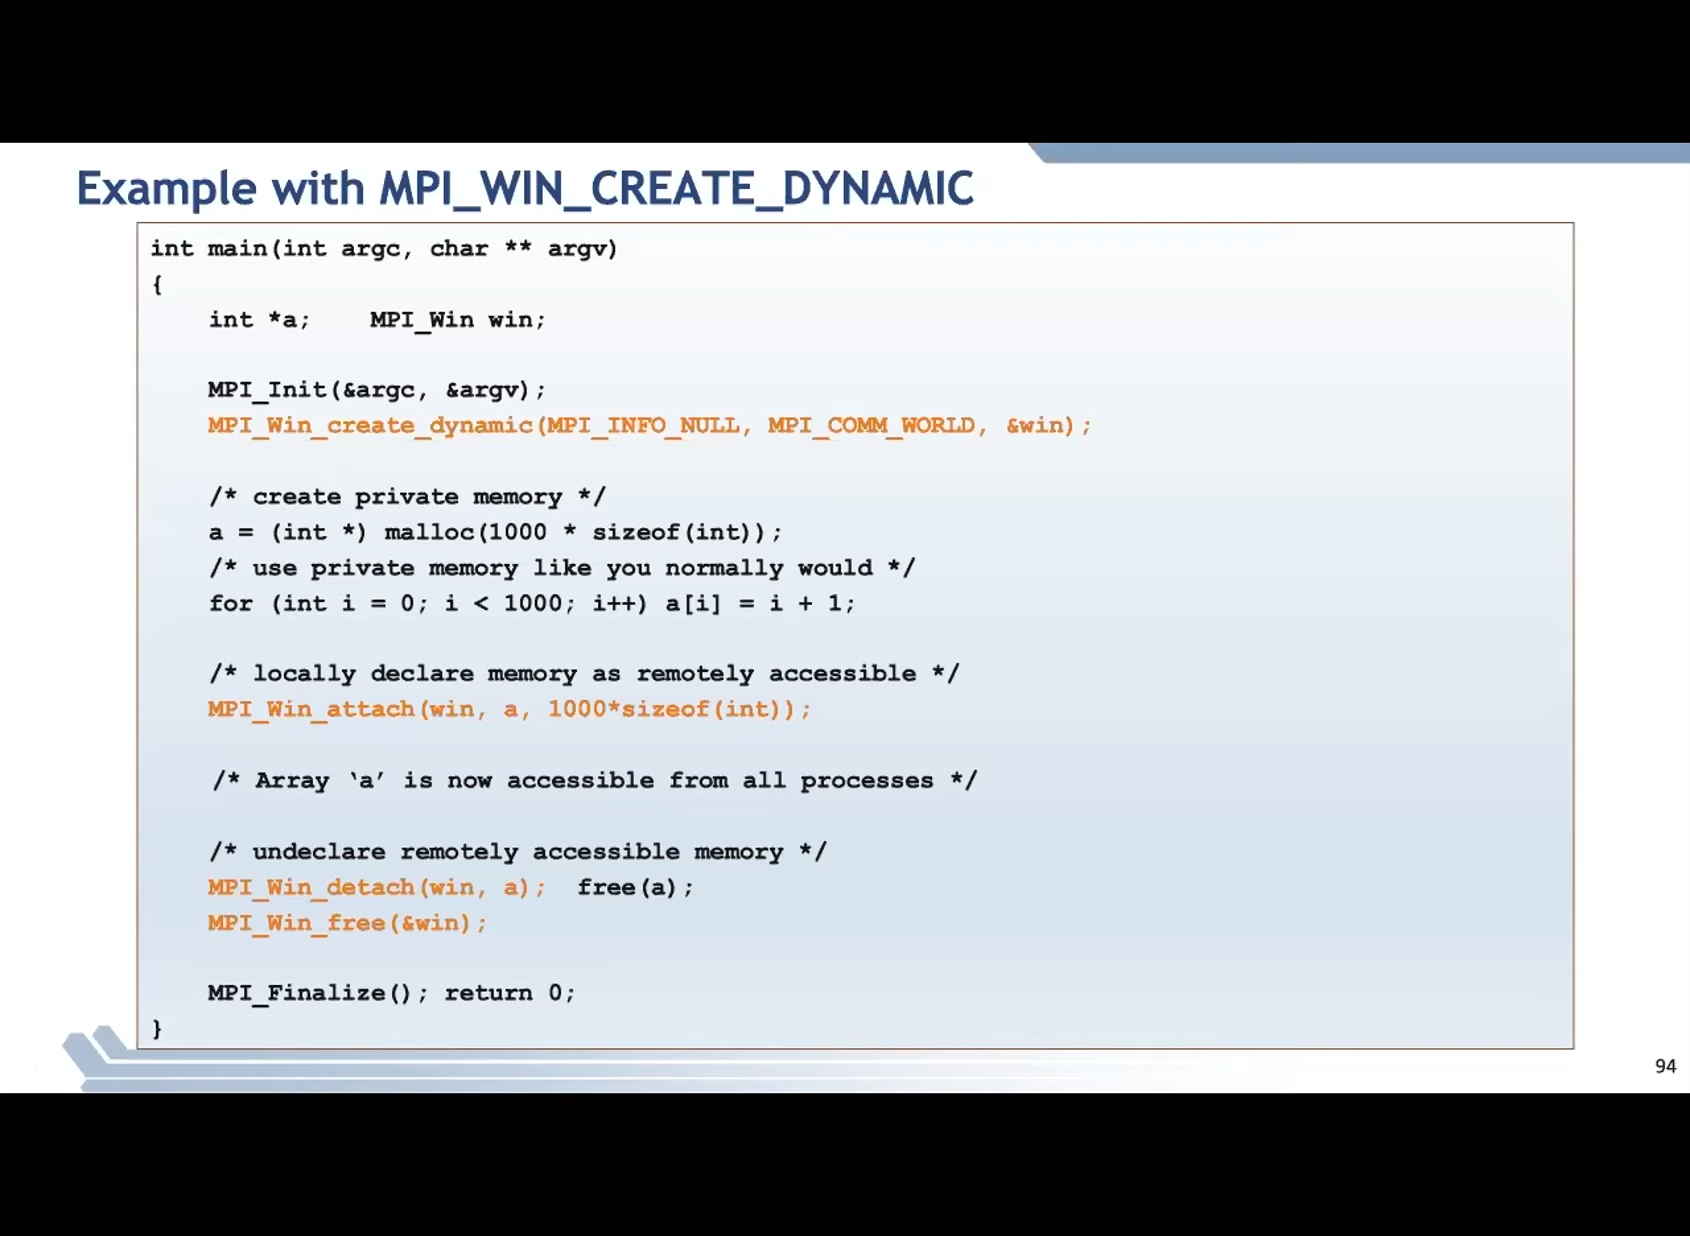 Example with MPI_WIN_CREATE_DYNAMIC
int main(int argc, char ** argv)
{
int *a;    MPI_Win win;
MPI_Init(&argc, &argv);
MPI_Win_create_dynamic(MPI_INFO_NULL, MPI_COMM_WORLD, &win);
/* create private memory */
a = (int *) malloc(1000 * sizeof(int));
/* use private memory like you normally would */
for (int i = 0; i < 1000; i++) a[i] = i + 1;
/* locally declare memory as remotely accessible */
MPI_Win_attach(win, a, 1000*sizeof(int));
/* Array ‘a’ is now accessible from all processes */
/* undeclare remotely accessible memory */
MPI_Win_detach(win, a);  free(a);
MPI_Win_free(&win);
MPI_Finalize(); return 0;
}
94